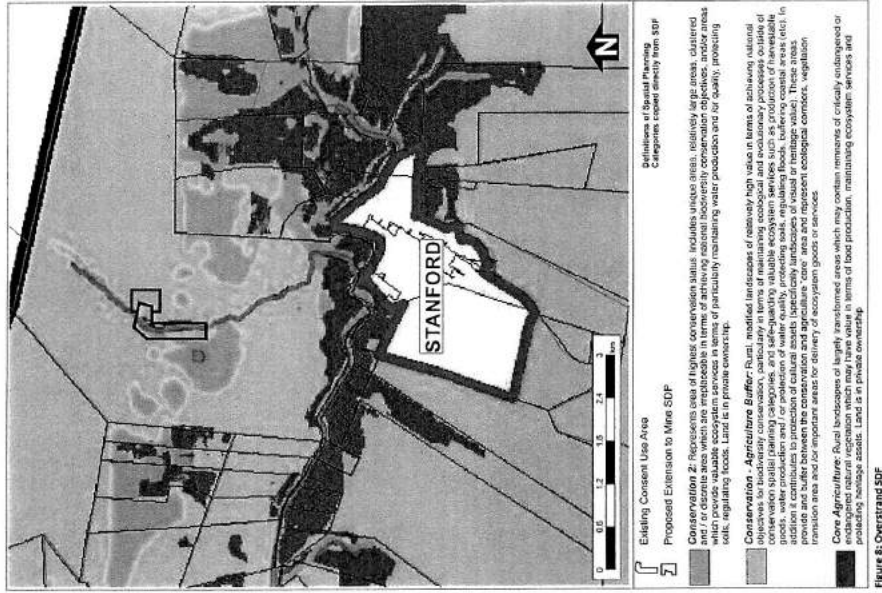 N
STANFORD
0 0.6 1.2 1.8 2.4 3
km
Existing Consent Use Area
Proposed Extension to Mine SDP
Definitions of Spatial Planning
Categories copied directly from SDF
Conservation 2: Represents area of highest conservation status. Includes unique areas, relatively large areas, clustered
and / or discrete area which are irreplaceable in terms of achieving national biodiversity conservation objectives, and/or areas
which provide valuable ecosystem services in terms of particularly maintaining water production and /or quality, protecting
soils, regulating floods. Land is in private ownership.
Conservation - Agriculture Buffer: Rural, modified landscapes of relatively high value in terms of achieving national
objectives for biodiversity conservation, particularly in terms of maintaining ecological and evolutionary processes outside of
conservation spatial planning categories, and safe-guarding valuable ecosystem services such as production of harvestable
goods, water production and / or protection of water quality, protecting soils, regulating floods, buffering coastal areas (etc). In
addition it contributes to protection of cultural assets (specifically landscapes of visual or heritage value). These areas
provide and buffer between the conservation and agriculture "core" area and represent ecological corridors, vegetation
transition area and /or important areas for delivery of ecosystem goods or services
Core Agriculture: Rural landscapes of largely transformed areas which may contain remnants of critically endangered or
endangered natural vegetation which may have value in terms of food production, maintaining ecosystem services and
protecting heritage assets. Land is in private ownership
Figure 8: Overstrand SDF